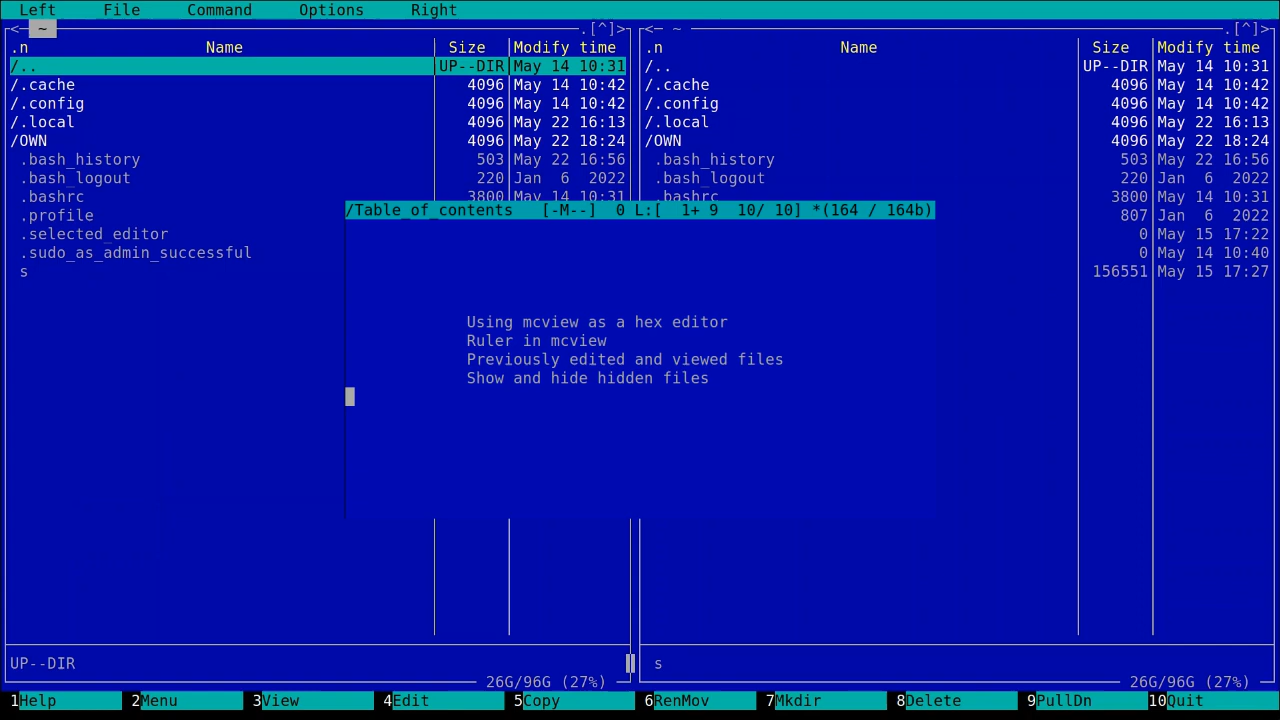 Left File Command Options Right
<─ ~ .[^]> <─ ~ .[^]>
.n Name Size Modify time .n Name Size Modify time
/.. UP--DIR May 14 10:31 /.. UP--DIR May 14 10:31
/.cache 4096 May 14 10:42 /.cache 4096 May 14 10:42
/.config 4096 May 14 10:42 /.config 4096 May 14 10:42
/.local 4096 May 22 16:13 /.local 4096 May 22 16:13
/OWN 4096 May 22 18:24 /OWN 4096 May 22 18:24
.bash_history 503 May 22 16:56 .bash_history 503 May 22 16:56
.bash_logout 220 Jan 6 2022 .bash_logout 220 Jan 6 2022
.bashrc 3800 May 14 10:31 .bashrc 3800 May 14 10:31
.profile /Table_of_contents [-M--] 0 L:[ 1+ 9 10/ 10] *(164 / 164b) 807 Jan 6 2022
.selected_editor 0 May 15 17:22
.sudo_as_admin_successful 0 May 14 10:40
s 156551 May 15 17:27
Using mcview as a hex editor
Ruler in mcview
Previously edited and viewed files
Show and hide hidden files
UP--DIR s
26G/96G (27%) 26G/96G (27%)
1Help 2Menu 3View 4Edit 5Copy 6RenMov 7Mkdir 8Delete 9PullDn 10Quit